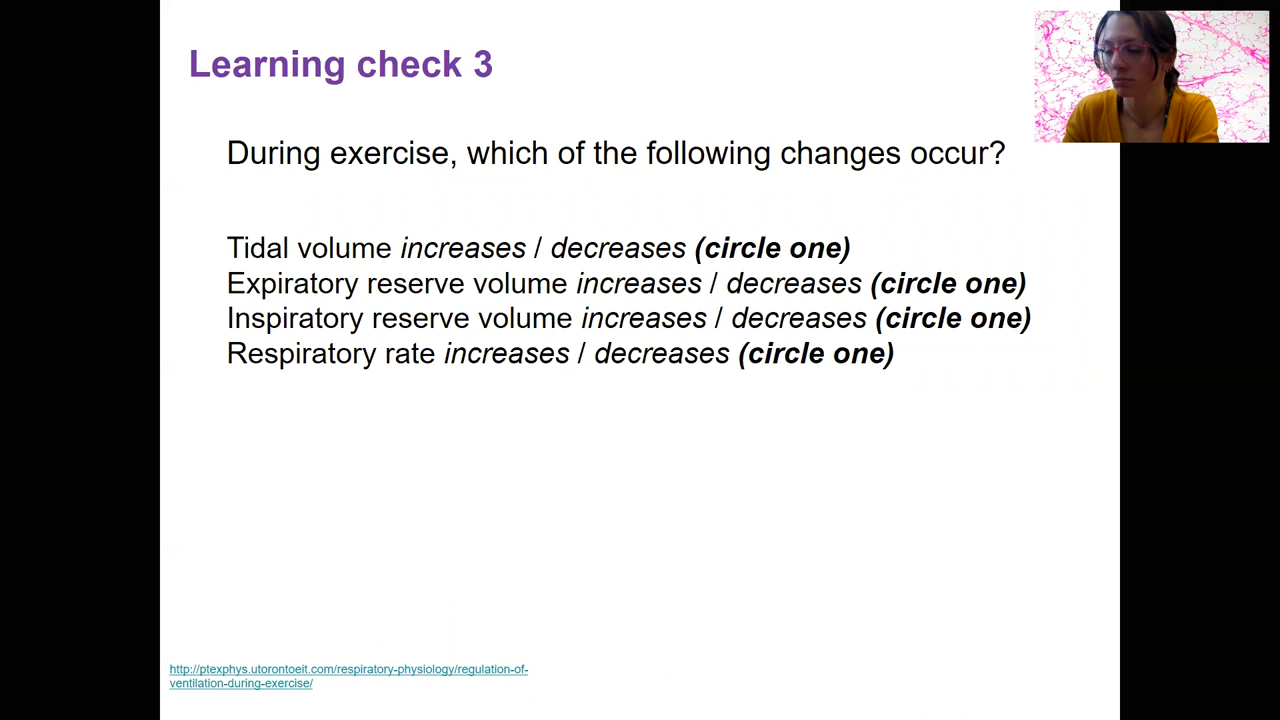 Learning check 3
During exercise, which of the following changes occur?
Tidal volume increases / decreases (circle one)
Expiratory reserve volume increases / decreases (circle one)
Inspiratory reserve volume increases / decreases (circle one)
Respiratory rate increases / decreases (circle one)
http://ptexphys.utorontoeit.com/respiratory-physiology/regulation-of-
ventilation-during-exercise/